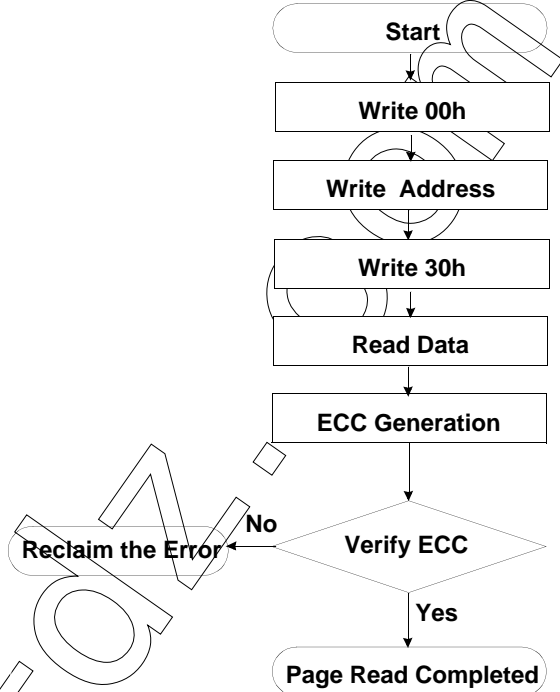 Start
Write 00h
Write Address
Write 30h
Read Data
ECC Generation
Verify ECC
No
Reclaim the Error
Yes
Page Read Completed